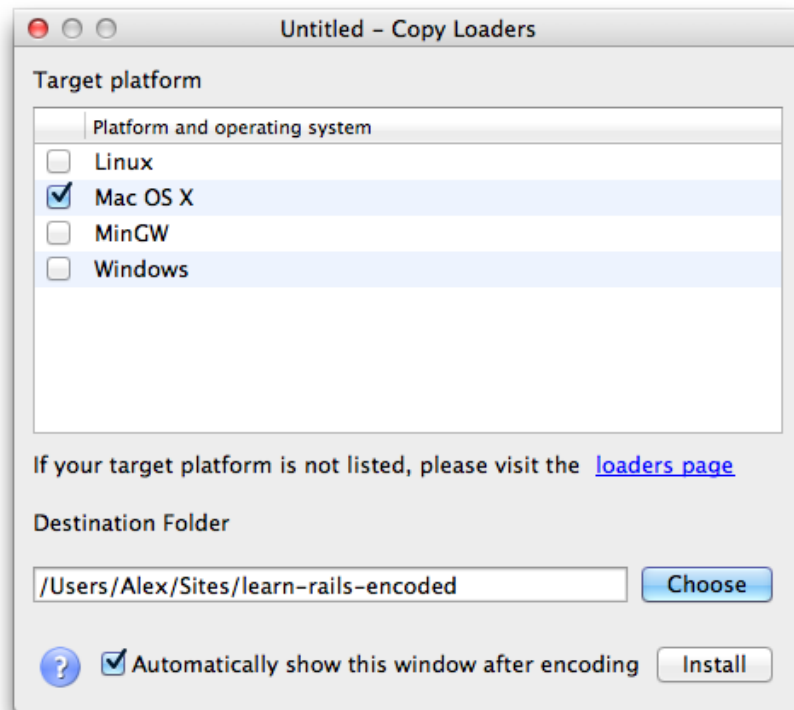 Untitled – Copy Loaders
Target platform
Platform and operating system
Linux
Mac OS X
MinGW
Windows
If your target platform is not listed, please visit the loaders page
Destination Folder
/Users/Alex/Sites/learn-rails-encoded
Choose
?
Automatically show this window after encoding
Install